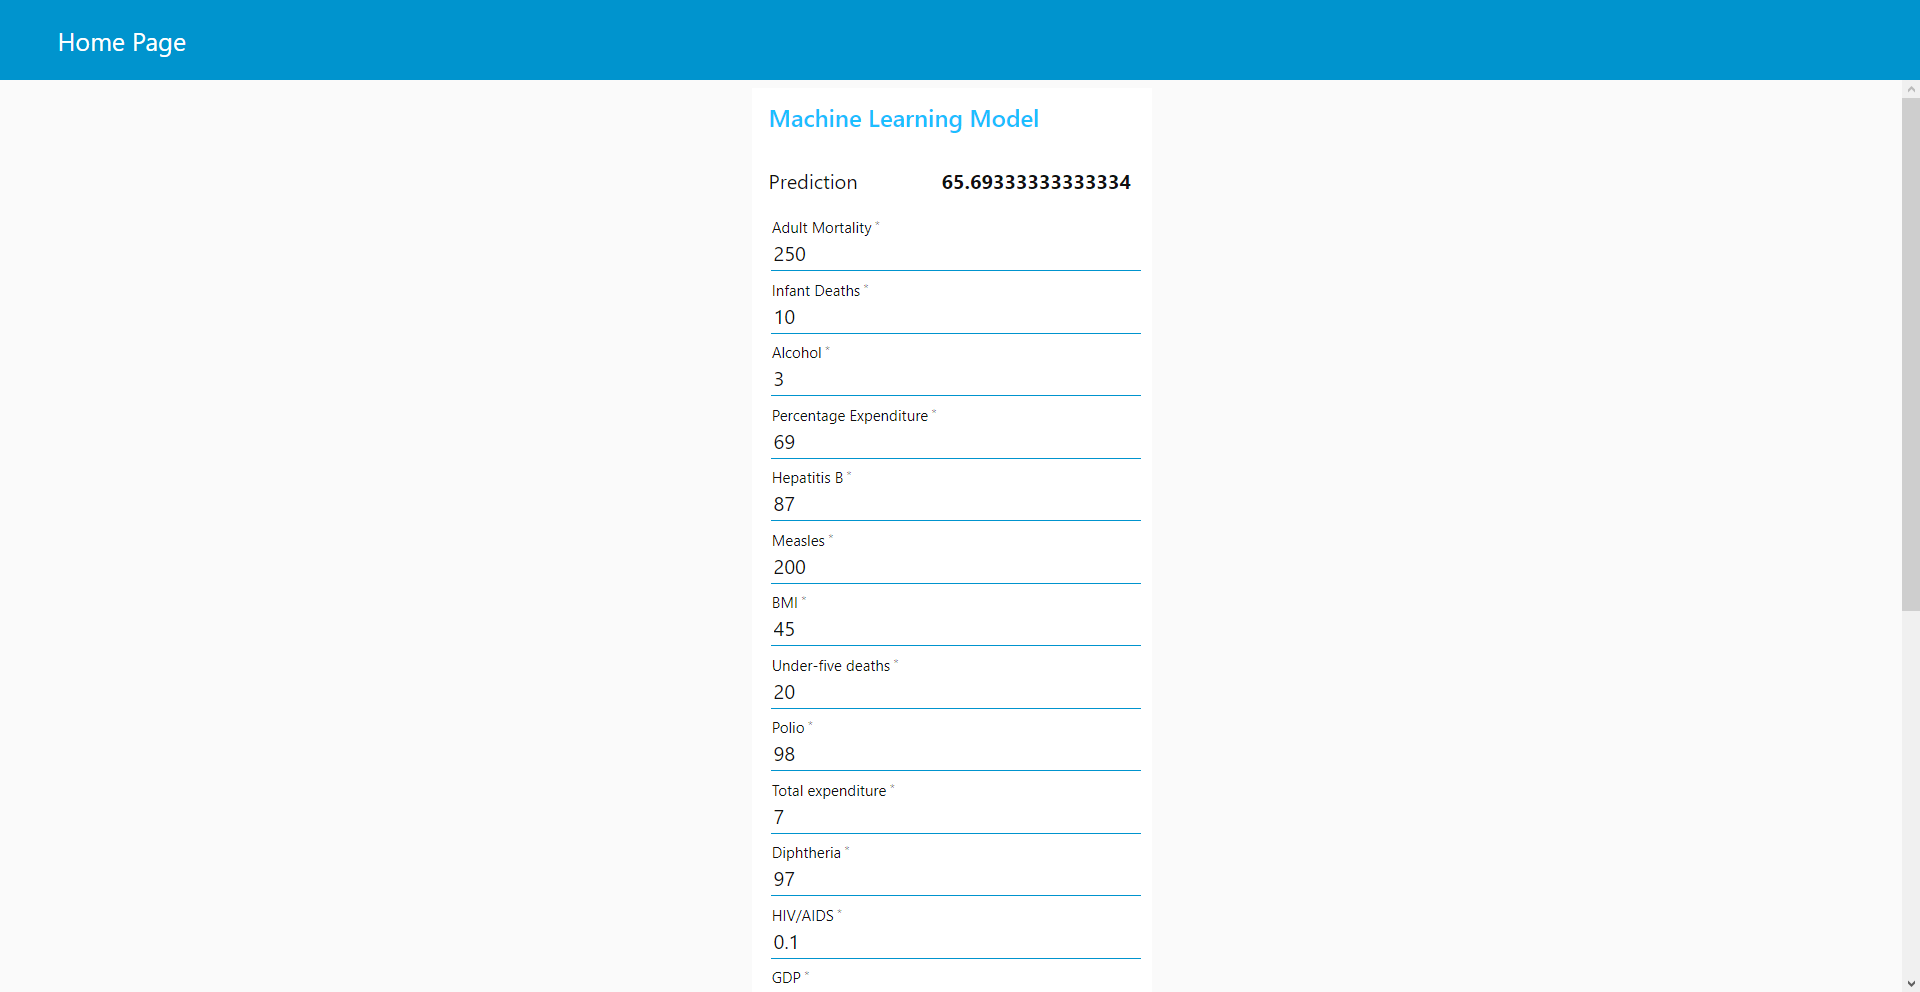 Home Page
Machine Learning Model
Prediction 65.69333333333334
Adult Mortality *
250
Infant Deaths *
10
Alcohol *
3
Percentage Expenditure *
69
Hepatitis B *
87
Measles *
200
BMI *
45
Under-five deaths *
20
Polio *
98
Total expenditure *
7
Diphtheria *
97
HIV/AIDS *
0.1
GDP *